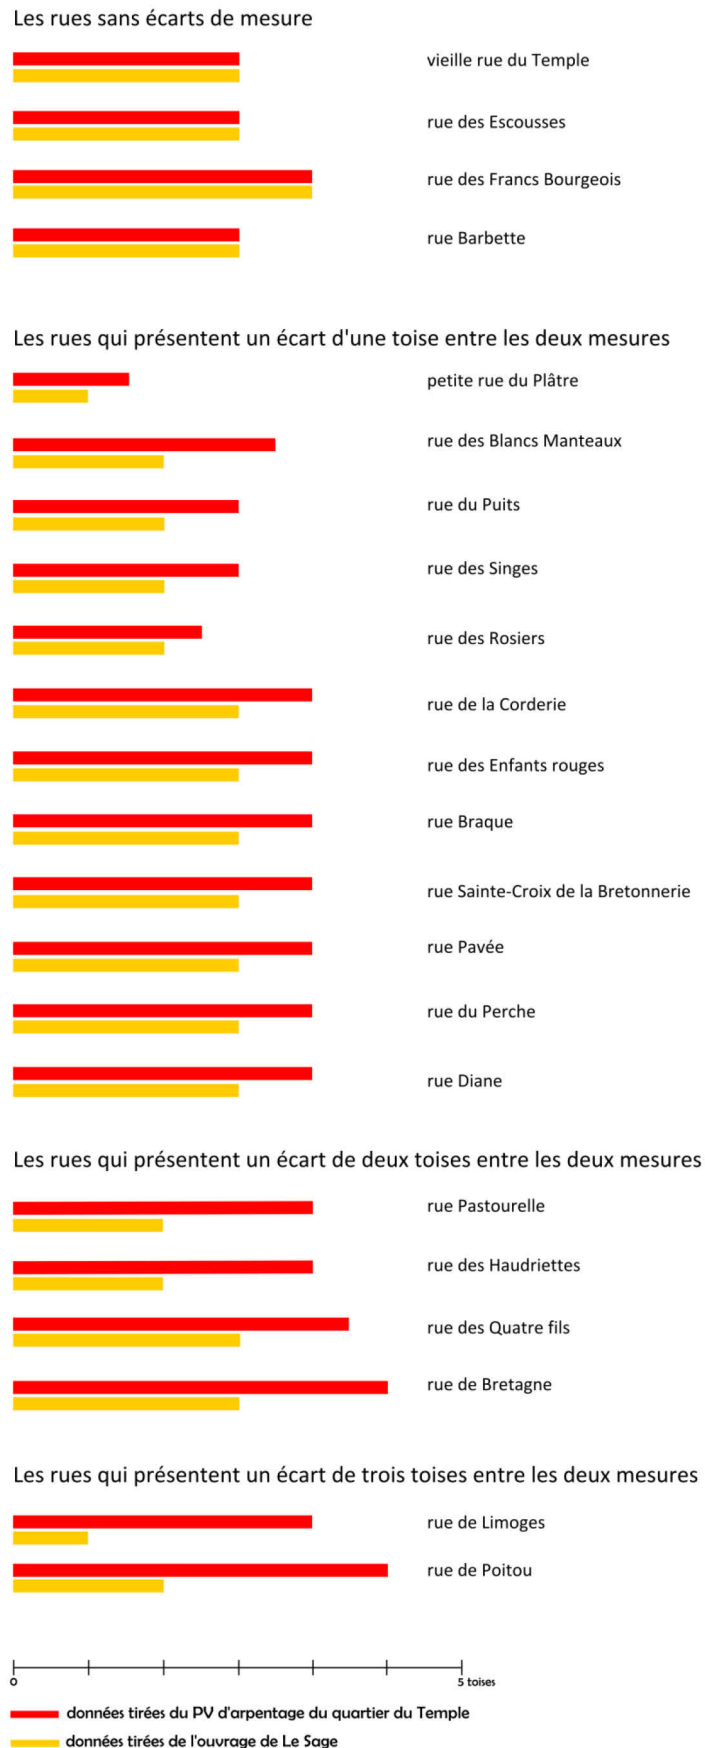 Les rues sans écarts de mesure
vieille rue du Temple
rue des Escousses
rue des Francs Bourgeois
rue Barbette
Les rues qui présentent un écart d'une toise entre les deux mesures
petite rue du Plâtre
rue des Blancs Manteaux
rue du Puits
rue des Singes
rue des Rosiers
rue de la Corderie
rue des Enfants rouges
rue Braque
rue Sainte-Croix de la Bretonnerie
rue Pavée
rue du Perche
rue Diane
Les rues qui présentent un écart de deux toises entre les deux mesures
rue Pastourelle
rue des Haudriettes
rue des Quatre fils
rue de Bretagne
Les rues qui présentent un écart de trois toises entre les deux mesures
rue de Limoges
rue de Poitou
0 5 toises
données tirées du PV d'arpentage du quartier du Temple
données tirées de l'ouvrage de Le Sage